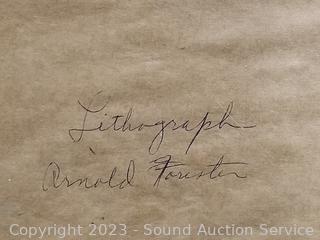 Lithograph-
Arnold Forester
Copyright 2023 - Sound Auction Service